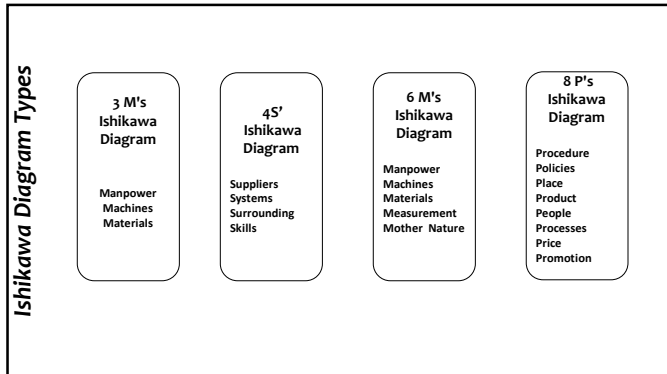 Ishikawa Diagram Types
3 M's
Ishikawa
Diagram
Manpower
Machines
Materials
4S'
Ishikawa
Diagram
Suppliers
Systems
Surrounding
Skills
6 M's
Ishikawa
Diagram
Manpower
Machines
Materials
Measurement
Mother Nature
8 P's
Ishikawa
Diagram
Procedure
Policies
Place
Product
People
Processes
Price
Promotion